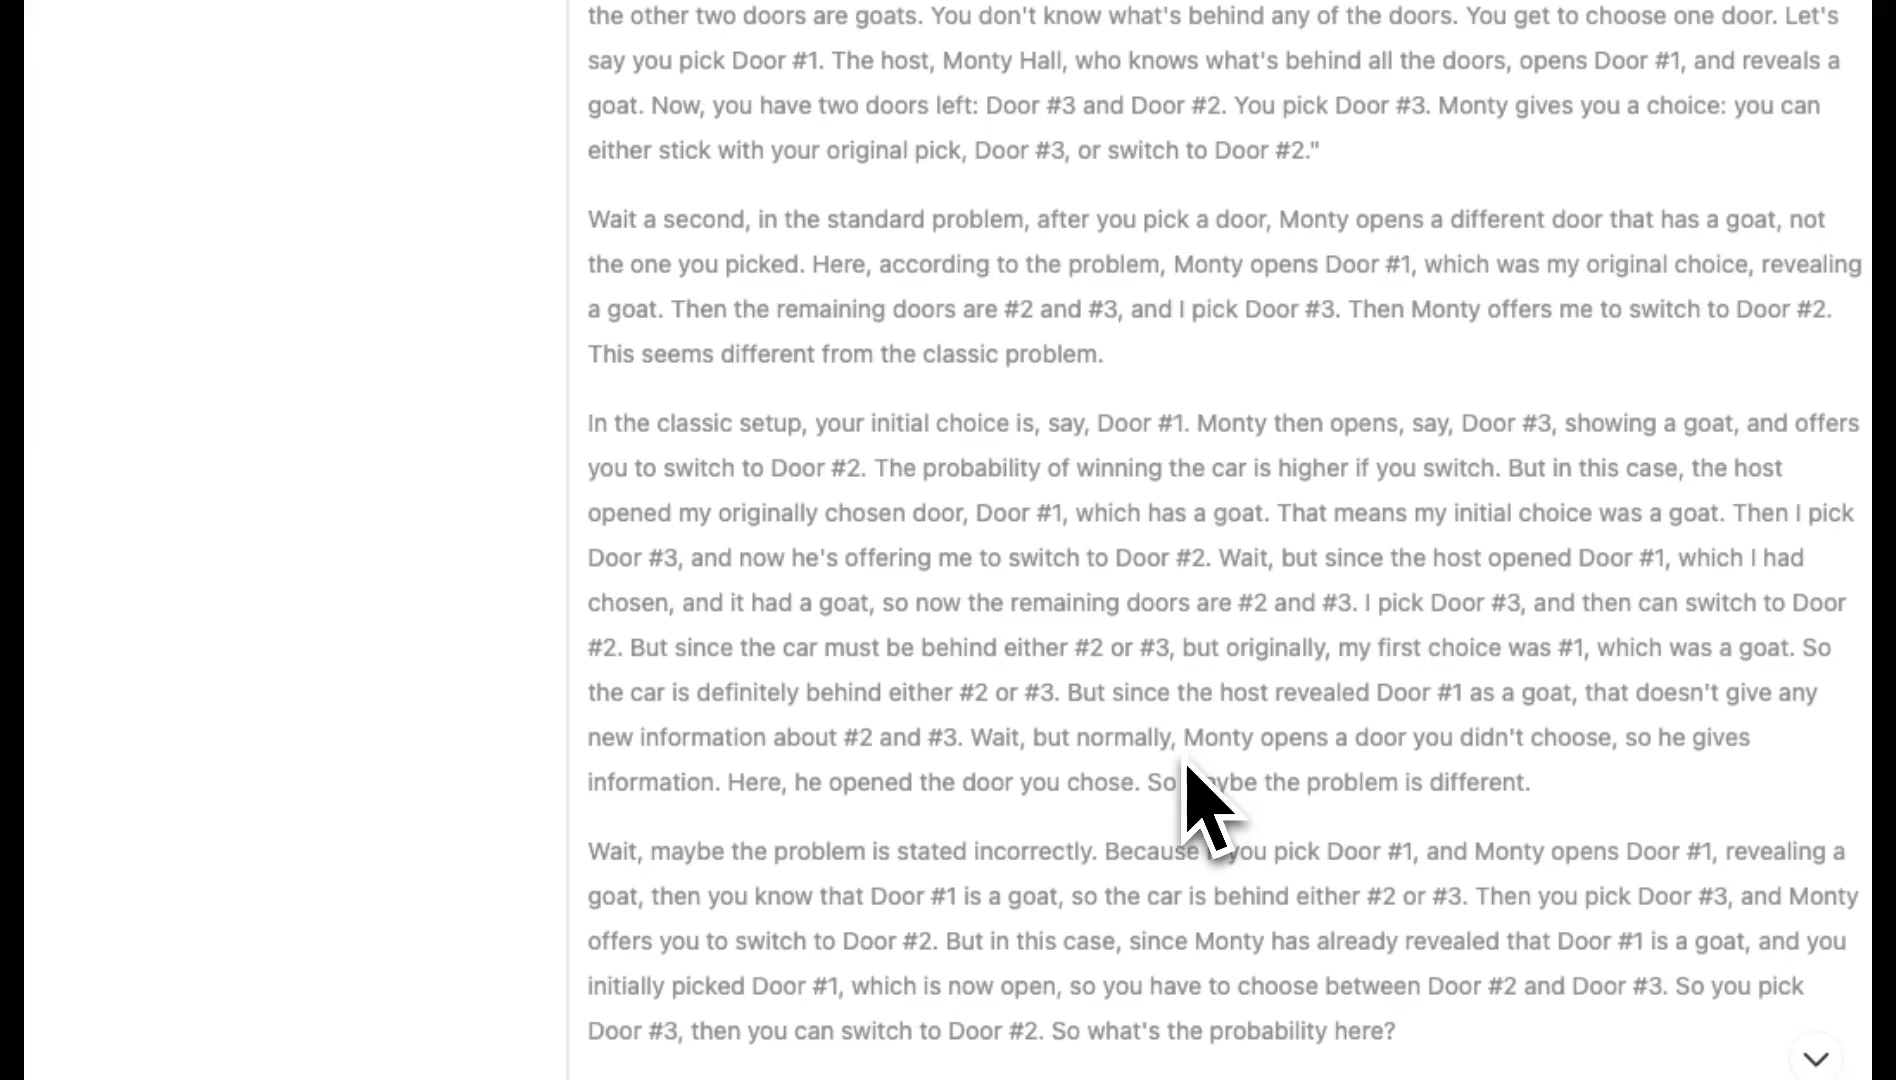 the other two doors are goats. You don't know what's behind any of the doors. You get to choose one door. Let's
say you pick Door #1. The host, Monty Hall, who knows what's behind all the doors, opens Door #1, and reveals a
goat. Now, you have two doors left: Door #3 and Door #2. You pick Door #3. Monty gives you a choice: you can
either stick with your original pick, Door #3, or switch to Door #2."
Wait a second, in the standard problem, after you pick a door, Monty opens a different door that has a goat, not
the one you picked. Here, according to the problem, Monty opens Door #1, which was my original choice, revealing
a goat. Then the remaining doors are #2 and #3, and I pick Door #3. Then Monty offers me to switch to Door #2.
This seems different from the classic problem.
In the classic setup, your initial choice is, say, Door #1. Monty then opens, say, Door #3, showing a goat, and offers
you to switch to Door #2. The probability of winning the car is higher if you switch. But in this case, the host
opened my originally chosen door, Door #1, which has a goat. That means my initial choice was a goat. Then I pick
Door #3, and now he's offering me to switch to Door #2. Wait, but since the host opened Door #1, which I had
chosen, and it had a goat, so now the remaining doors are #2 and #3. I pick Door #3, and then can switch to Door
#2. But since the car must be behind either #2 or #3, but originally, my first choice was #1, which was a goat. So
the car is definitely behind either #2 or #3. But since the host revealed Door #1 as a goat, that doesn't give any
new information about #2 and #3. Wait, but normally, Monty opens a door you didn't choose, so he gives
information. Here, he opened the door you chose. So the problem is different.
Wait, maybe the problem is stated incorrectly. Because you pick Door #1, and Monty opens Door #1, revealing a
goat, then you know that Door #1 is a goat, so the car is behind either #2 or #3. Then you pick Door #3, and Monty
offers you to switch to Door #2. But in this case, since Monty has already revealed that Door #1 is a goat, and you
initially picked Door #1, which is now open, so you have to choose between Door #2 and Door #3. So you pick
Door #3, then you can switch to Door #2. So what's the probability here?